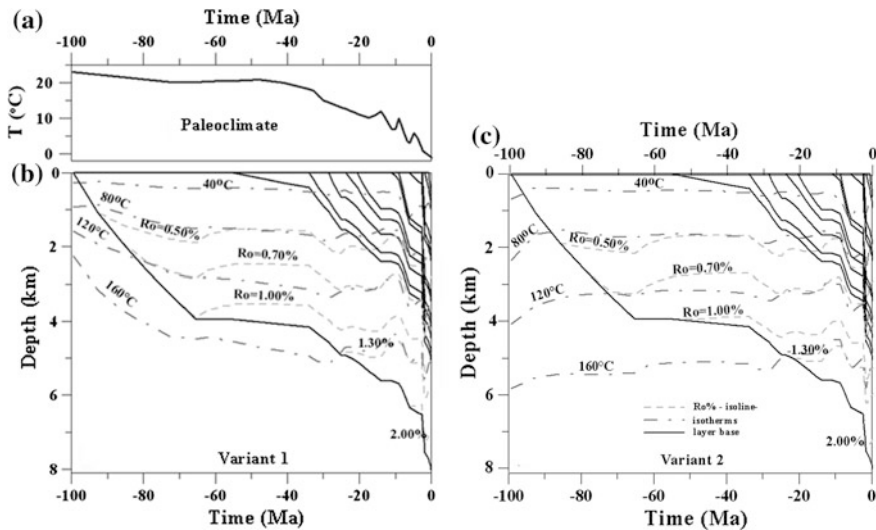 (a)
Time (Ma)
-100 -80 -60 -40 -20 0
T (°C)
20
10
0
Paleoclimate
(b)
Depth (km)
0
2
4
6
8
40°C
80°C
120°C
160°C
Ro=0.50%
Ro=0.70%
Ro=1.00%
1.30%
2.00%
Variant 1
-100 -80 -60 -40 -20 0
Time (Ma)
(c)
Time (Ma)
-100 -80 -60 -40 -20 0
Depth (km)
0
2
4
6
8
40°C
80°C
Ro=0.50%
Ro=0.70%
120°C
Ro=1.00%
1.30%
160°C
Ro% - isoline-
isotherms
layer base
2.00%
Variant 2
-100 -80 -60 -40 -20 0
Time (Ma)